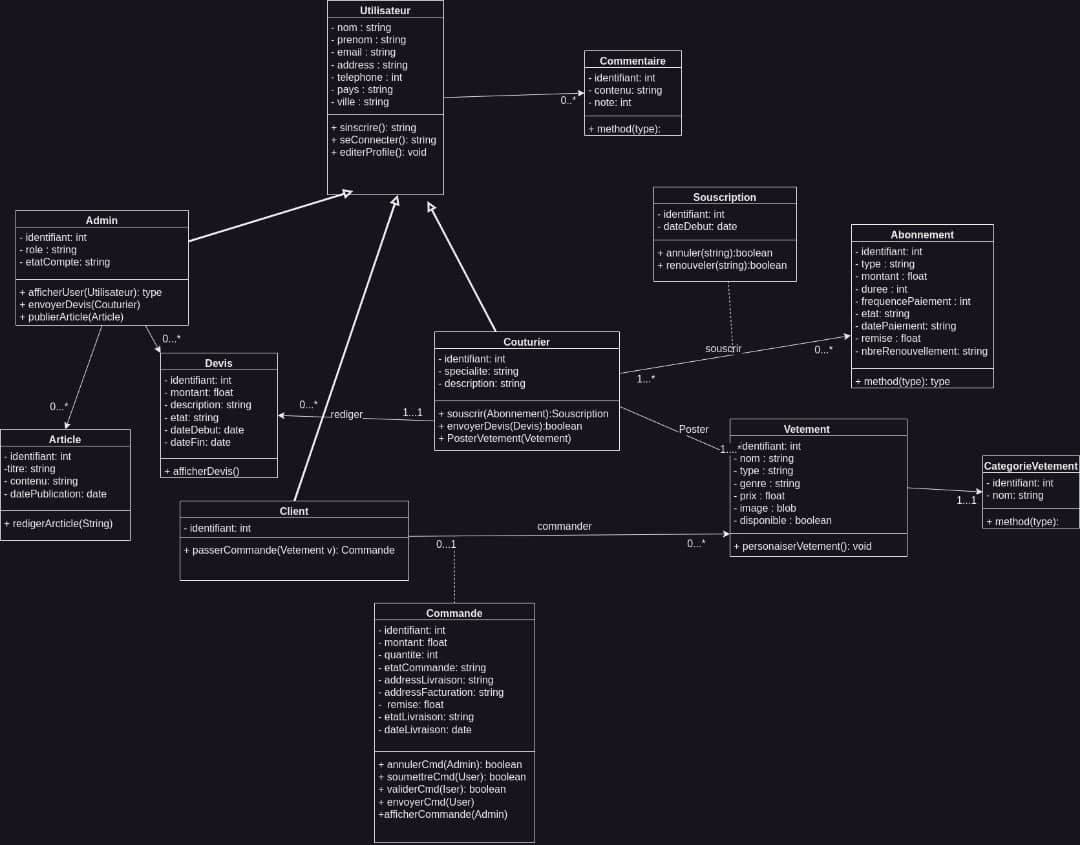 Utilisateur
- nom : string
- prenom : string
- email : string
- address : string
- telephone : int
- pays : string
- ville : string
+ sinscrire(): string
+ seConnecter(): string
+ editerProfile(): void
Commentaire
- identifiant: int
- contenu: string
- note: int
+ method(type):
0..*
Admin
- identifiant: int
- role : string
- etatCompte: string
+ afficherUser(Utilisateur): type
+ envoyerDevis(Couturier)
+ publierArticle(Article)
Souscription
- identifiant: int
- dateDebut: date
+ annuler(string):boolean
+ renouveler(string):boolean
Abonnement
- identifiant: int
- type : string
- montant : float
- duree : int
- frequencePaiement : int
- etat: string
- datePaiement: string
- remise : float
- nbreRenouvellement: string
+ method(type): type
souscrir
1...*
0...*
0...*
Devis
- identifiant: int
- montant: float
- description: string
- etat: string
- dateDebut: date
- dateFin: date
+ afficherDevis()
0...*
rediger
1...1
Couturier
- identifiant: int
- specialite: string
- description: string
+ souscrir(Abonnement):Souscription
+ envoyerDevis(Devis):boolean
+ PosterVetement(Vetement)
0...*
Article
- identifiant: int
-titre: string
- contenu: string
- datePublication: date
+ redigerArcticle(String)
Poster
1....*
Vetement
identifiant: int
- nom : string
- type : string
- genre : string
- prix : float
- image : blob
- disponible : boolean
+ personaiserVetement(): void
1...1
CategorieVetement
- identifiant: int
- nom: string
+ method(type):
Client
- identifiant: int
+ passerCommande(Vetement v): Commande
commander
0...1
0...*
Commande
- identifiant: int
- montant: float
- quantite: int
- etatCommande: string
- addressLivraison: string
- addressFacturation: string
- remise: float
- etatLivraison: string
- dateLivraison: date
+ annulerCmd(Admin): boolean
+ soumettreCmd(User): boolean
+ validerCmd(Iser): boolean
+ envoyerCmd(User)
+afficherCommande(Admin)